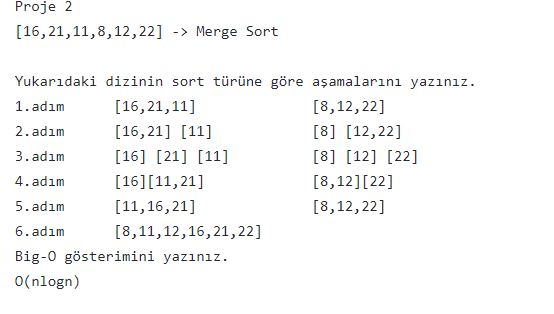 Proje 2
[16,21,11,8,12,22] -> Merge Sort
Yukarıdaki dizinin sort türüne göre aşamalarını yazınız.
1.adım [16,21,11] [8,12,22]
2.adım [16,21] [11] [8] [12,22]
3.adım [16] [21] [11] [8] [12] [22]
4.adım [16][11,21] [8,12][22]
5.adım [11,16,21] [8,12,22]
6.adım [8,11,12,16,21,22]
Big-O gösterimini yazınız.
O(nlogn)